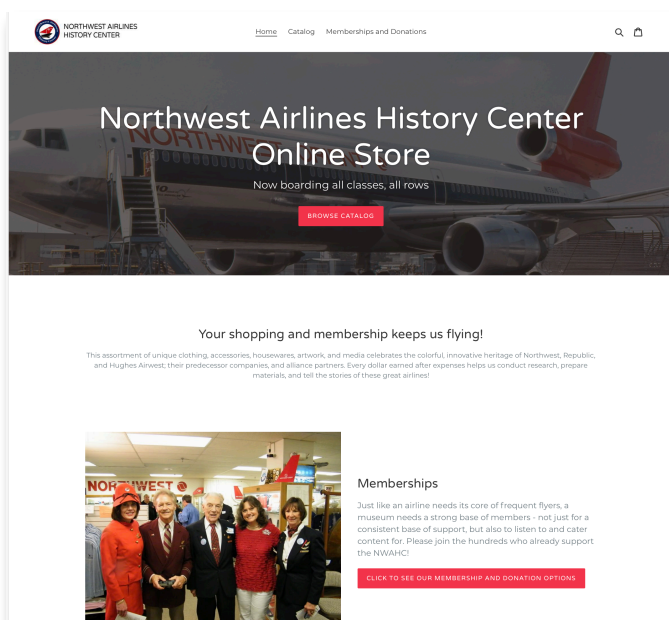 NORTHWEST AIRLINES
HISTORY CENTER
Home Catalog Memberships and Donations
Northwest Airlines History Center
Online Store
Now boarding all classes, all rows
BROWSE CATALOG
NORTHWEST
Your shopping and membership keeps us flying!
This assortment of unique clothing, accessories, housewares, artwork, and media celebrates the colorful, innovative heritage of Northwest, Republic,
and Hughes Airwest; their predecessor companies, and alliance partners. Every dollar earned after expenses helps us conduct research, prepare
materials, and tell the stories of these great airlines!
NORTHWEST
Memberships
Just like an airline needs its core of frequent flyers, a
museum needs a strong base of members - not just for a
consistent base of support, but also to listen to and cater
content for. Please join the hundreds who already support
the NWAHC!
CLICK TO SEE OUR MEMBERSHIP AND DONATION OPTIONS